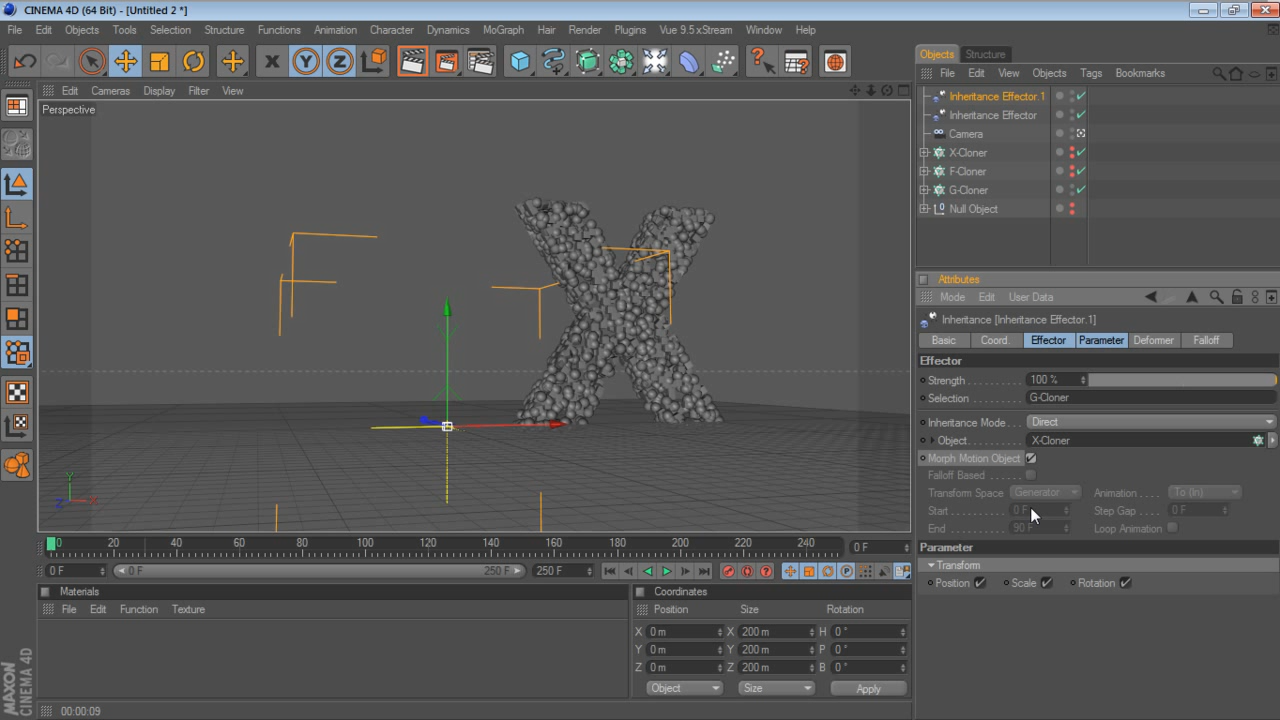 CINEMA 4D (64 Bit) - [Untitled 2 *]
File Edit Objects Tools Selection Structure Functions Animation Character Dynamics MoGraph Hair Render Plugins Vue 9.5 xStream Window Help
Edit Cameras Display Filter View
Perspective
0 20 40 60 80 100 120 140 160 180 200 220 240 0 F
0 F 0 F 250 F 250 F
Materials
File Edit Function Texture
Coordinates
Position Size Rotation
X 0 m X 200 m H 0 °
Y 0 m Y 200 m P 0 °
Z 0 m Z 200 m B 0 °
Object Size Apply
00:00:09
MAXON
CINEMA 4D
Objects Structure
File Edit View Objects Tags Bookmarks
Inheritance Effector.1
Inheritance Effector
Camera
X-Cloner
F-Cloner
G-Cloner
Null Object
Attributes
Mode Edit User Data
Inheritance [Inheritance Effector.1]
Basic Coord. Effector Parameter Deformer Falloff
Effector
Strength . . . . . . . . . . 100 %
Selection . . . . . . . . . . G-Cloner
Inheritance Mode . . . Direct
Object . . . . . . . . . . X-Cloner
Morph Motion Object
Falloff Based . . . . . .
Transform Space Generator Animation . . . . To (In)
Start . . . . . . . . . . 0 F Step Gap . . . . 0 F
End . . . . . . . . . . 90 F Loop Animation
Parameter
Transform
Position Scale Rotation